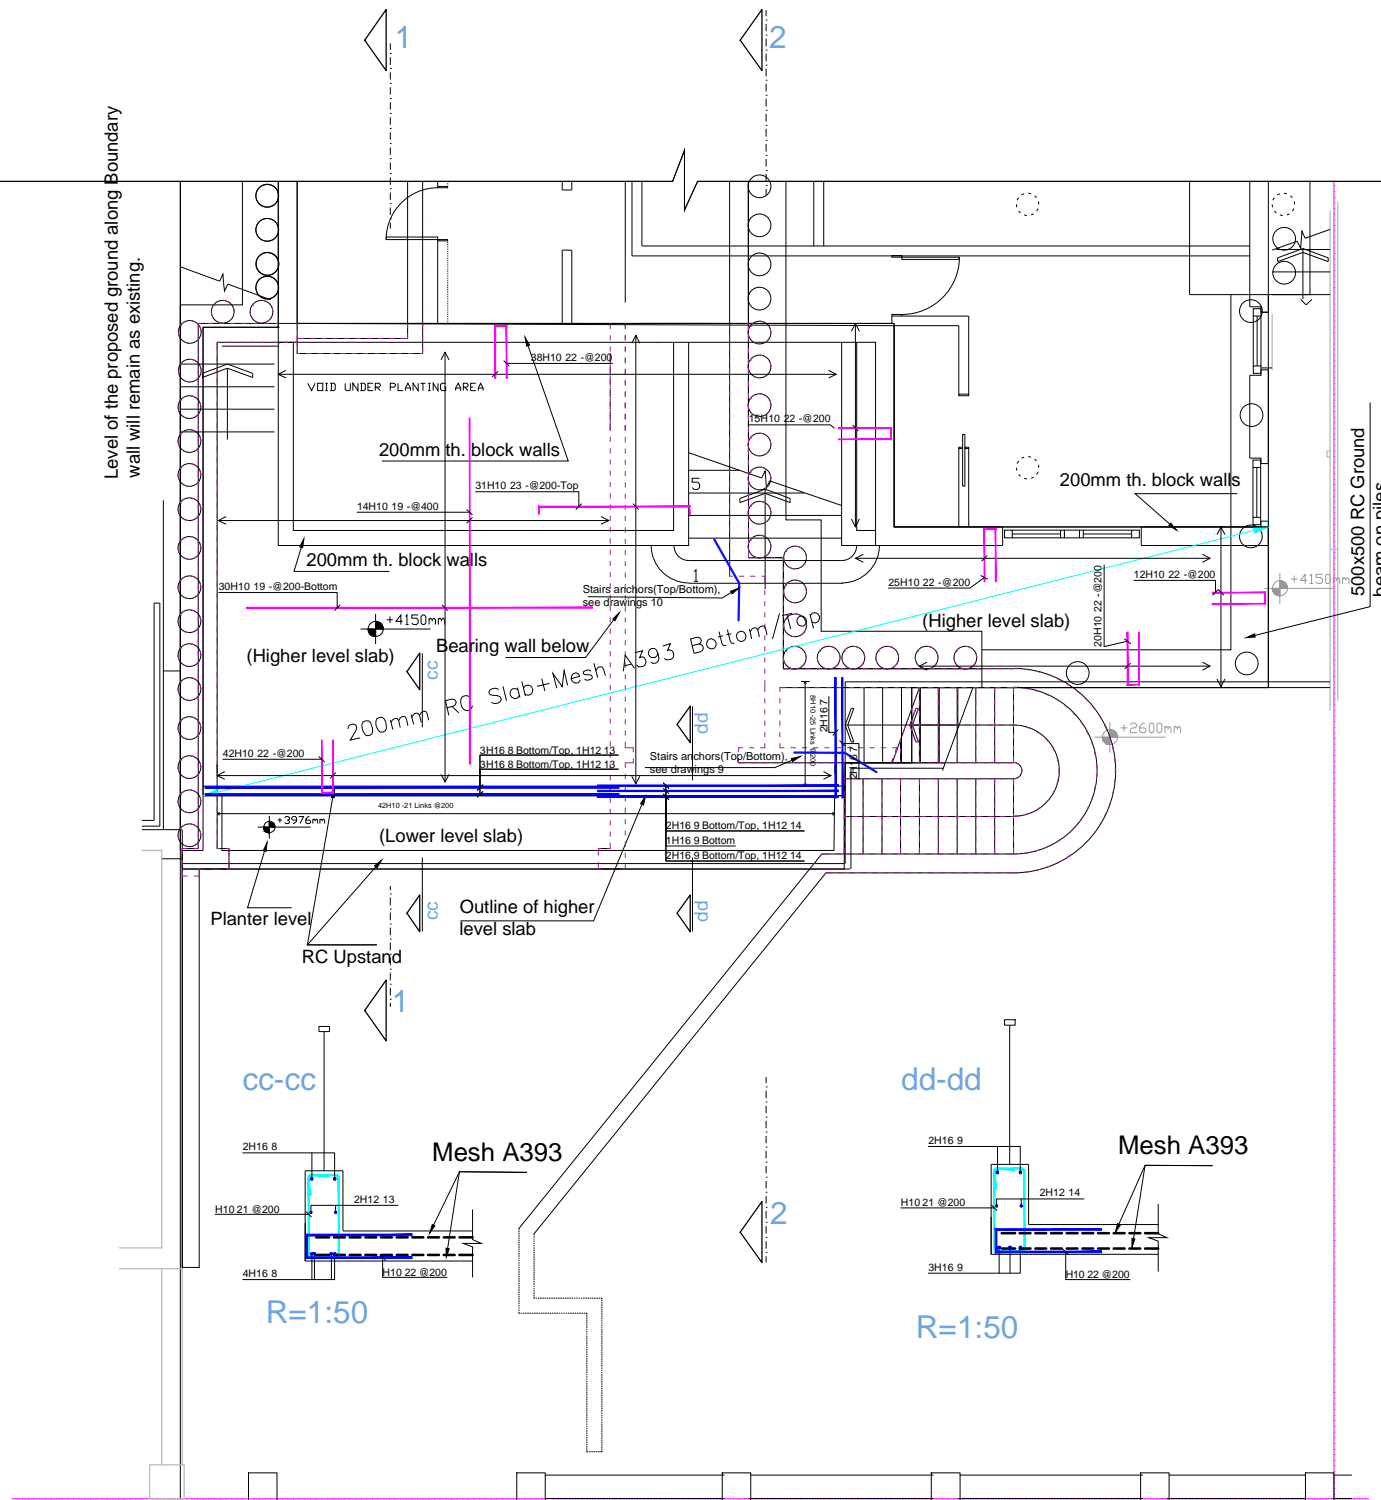 1
2
Level of the proposed ground along Boundary
wall will remain as existing.
38H10 22 -@200
VOID UNDER PLANTING AREA
15H10 22 -@200
200mm th. block walls
31H10 23 -@200-Top
5
14H10 19 -@400
200mm th. block walls
500x500 RC Ground
beam on piles
200mm th. block walls
30H10 19 -@200-Bottom
1
Stairs anchors(Top/Bottom),
see drawings 10
25H10 22 -@200
20H10 22 -@200
12H10 22 -@200
+4150mm
+4150mm
(Higher level slab)
Bearing wall below
(Higher level slab)
cc
200mm RC Slab+Mesh A393 Bottom/Top
dd
8H10 -25 Links @200
2H16 7
+2600mm
42H10 22 -@200
3H16 8 Bottom/Top, 1H12 13
3H16 8 Bottom/Top, 1H12 13
Stairs anchors(Top/Bottom),
see drawings 9
42H10 -21 Links @200
+3976mm
(Lower level slab)
2H16 9 Bottom/Top, 1H12 14
1H16 9 Bottom
2H16 9 Bottom/Top, 1H12 14
Planter level
cc
Outline of higher
level slab
dd
RC Upstand
1
cc-cc
dd-dd
2H16 8
Mesh A393
2H12 13
H10 21 @200
4H16 8
H10 22 @200
R=1:50
2H16 9
Mesh A393
2H12 14
H10 21 @200
3H16 9
H10 22 @200
2
R=1:50